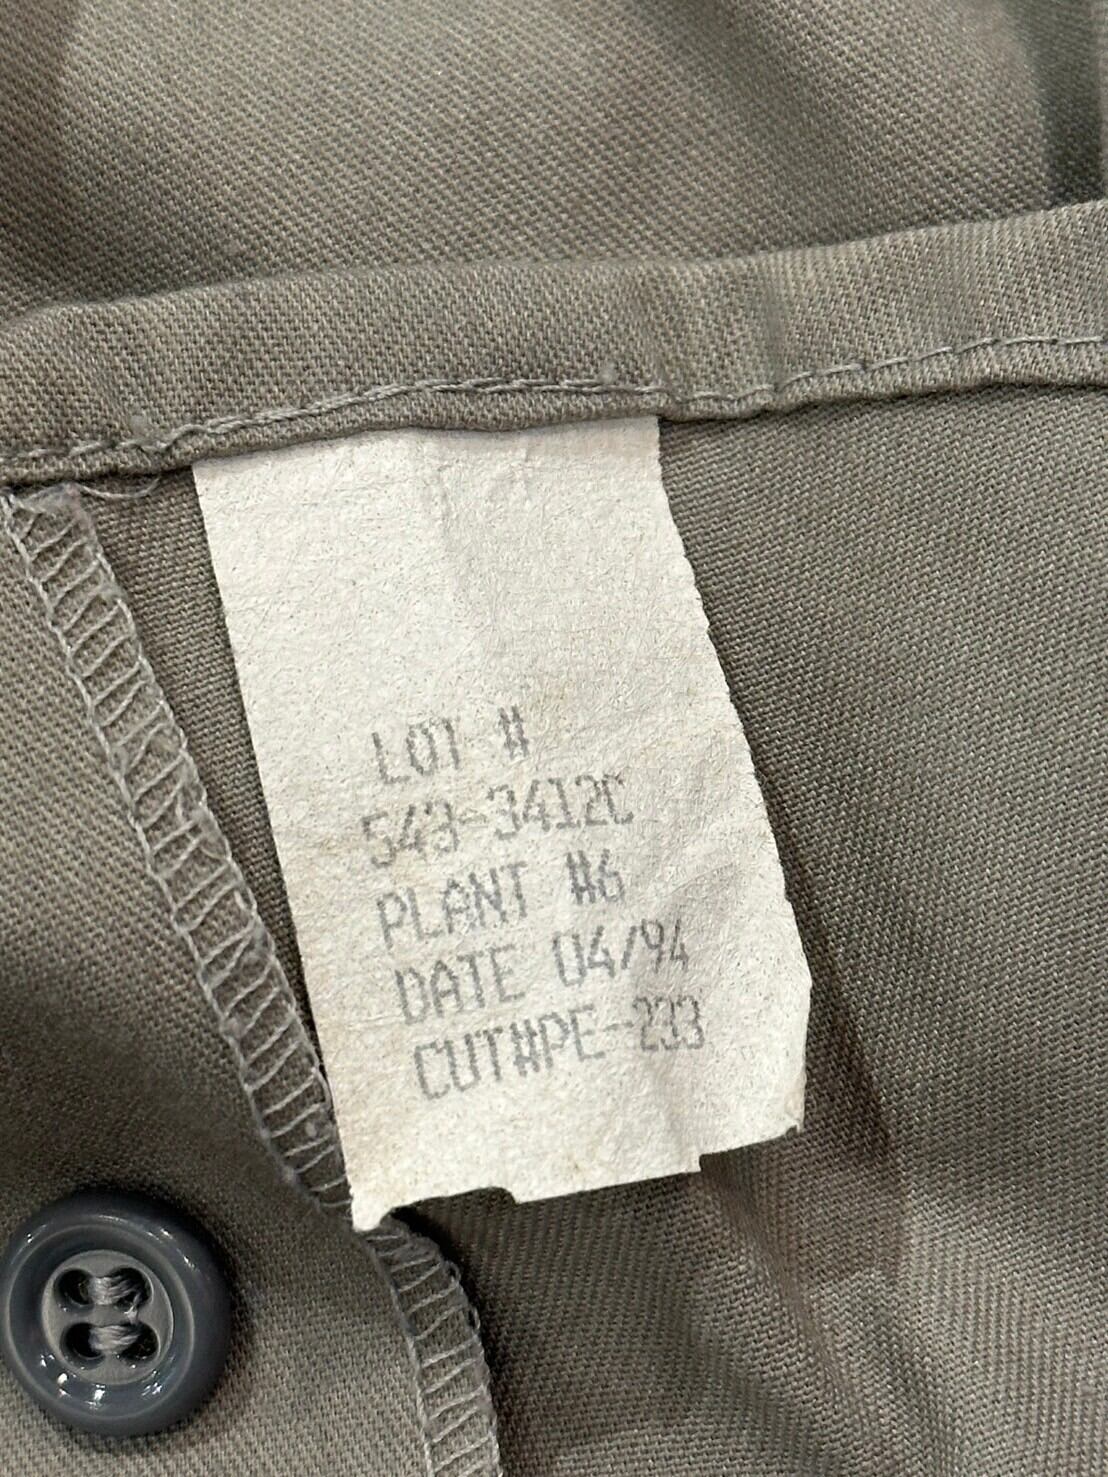 LOT #
543-3412C
PLANT #6
DATE 04/94
CUT#PE-233